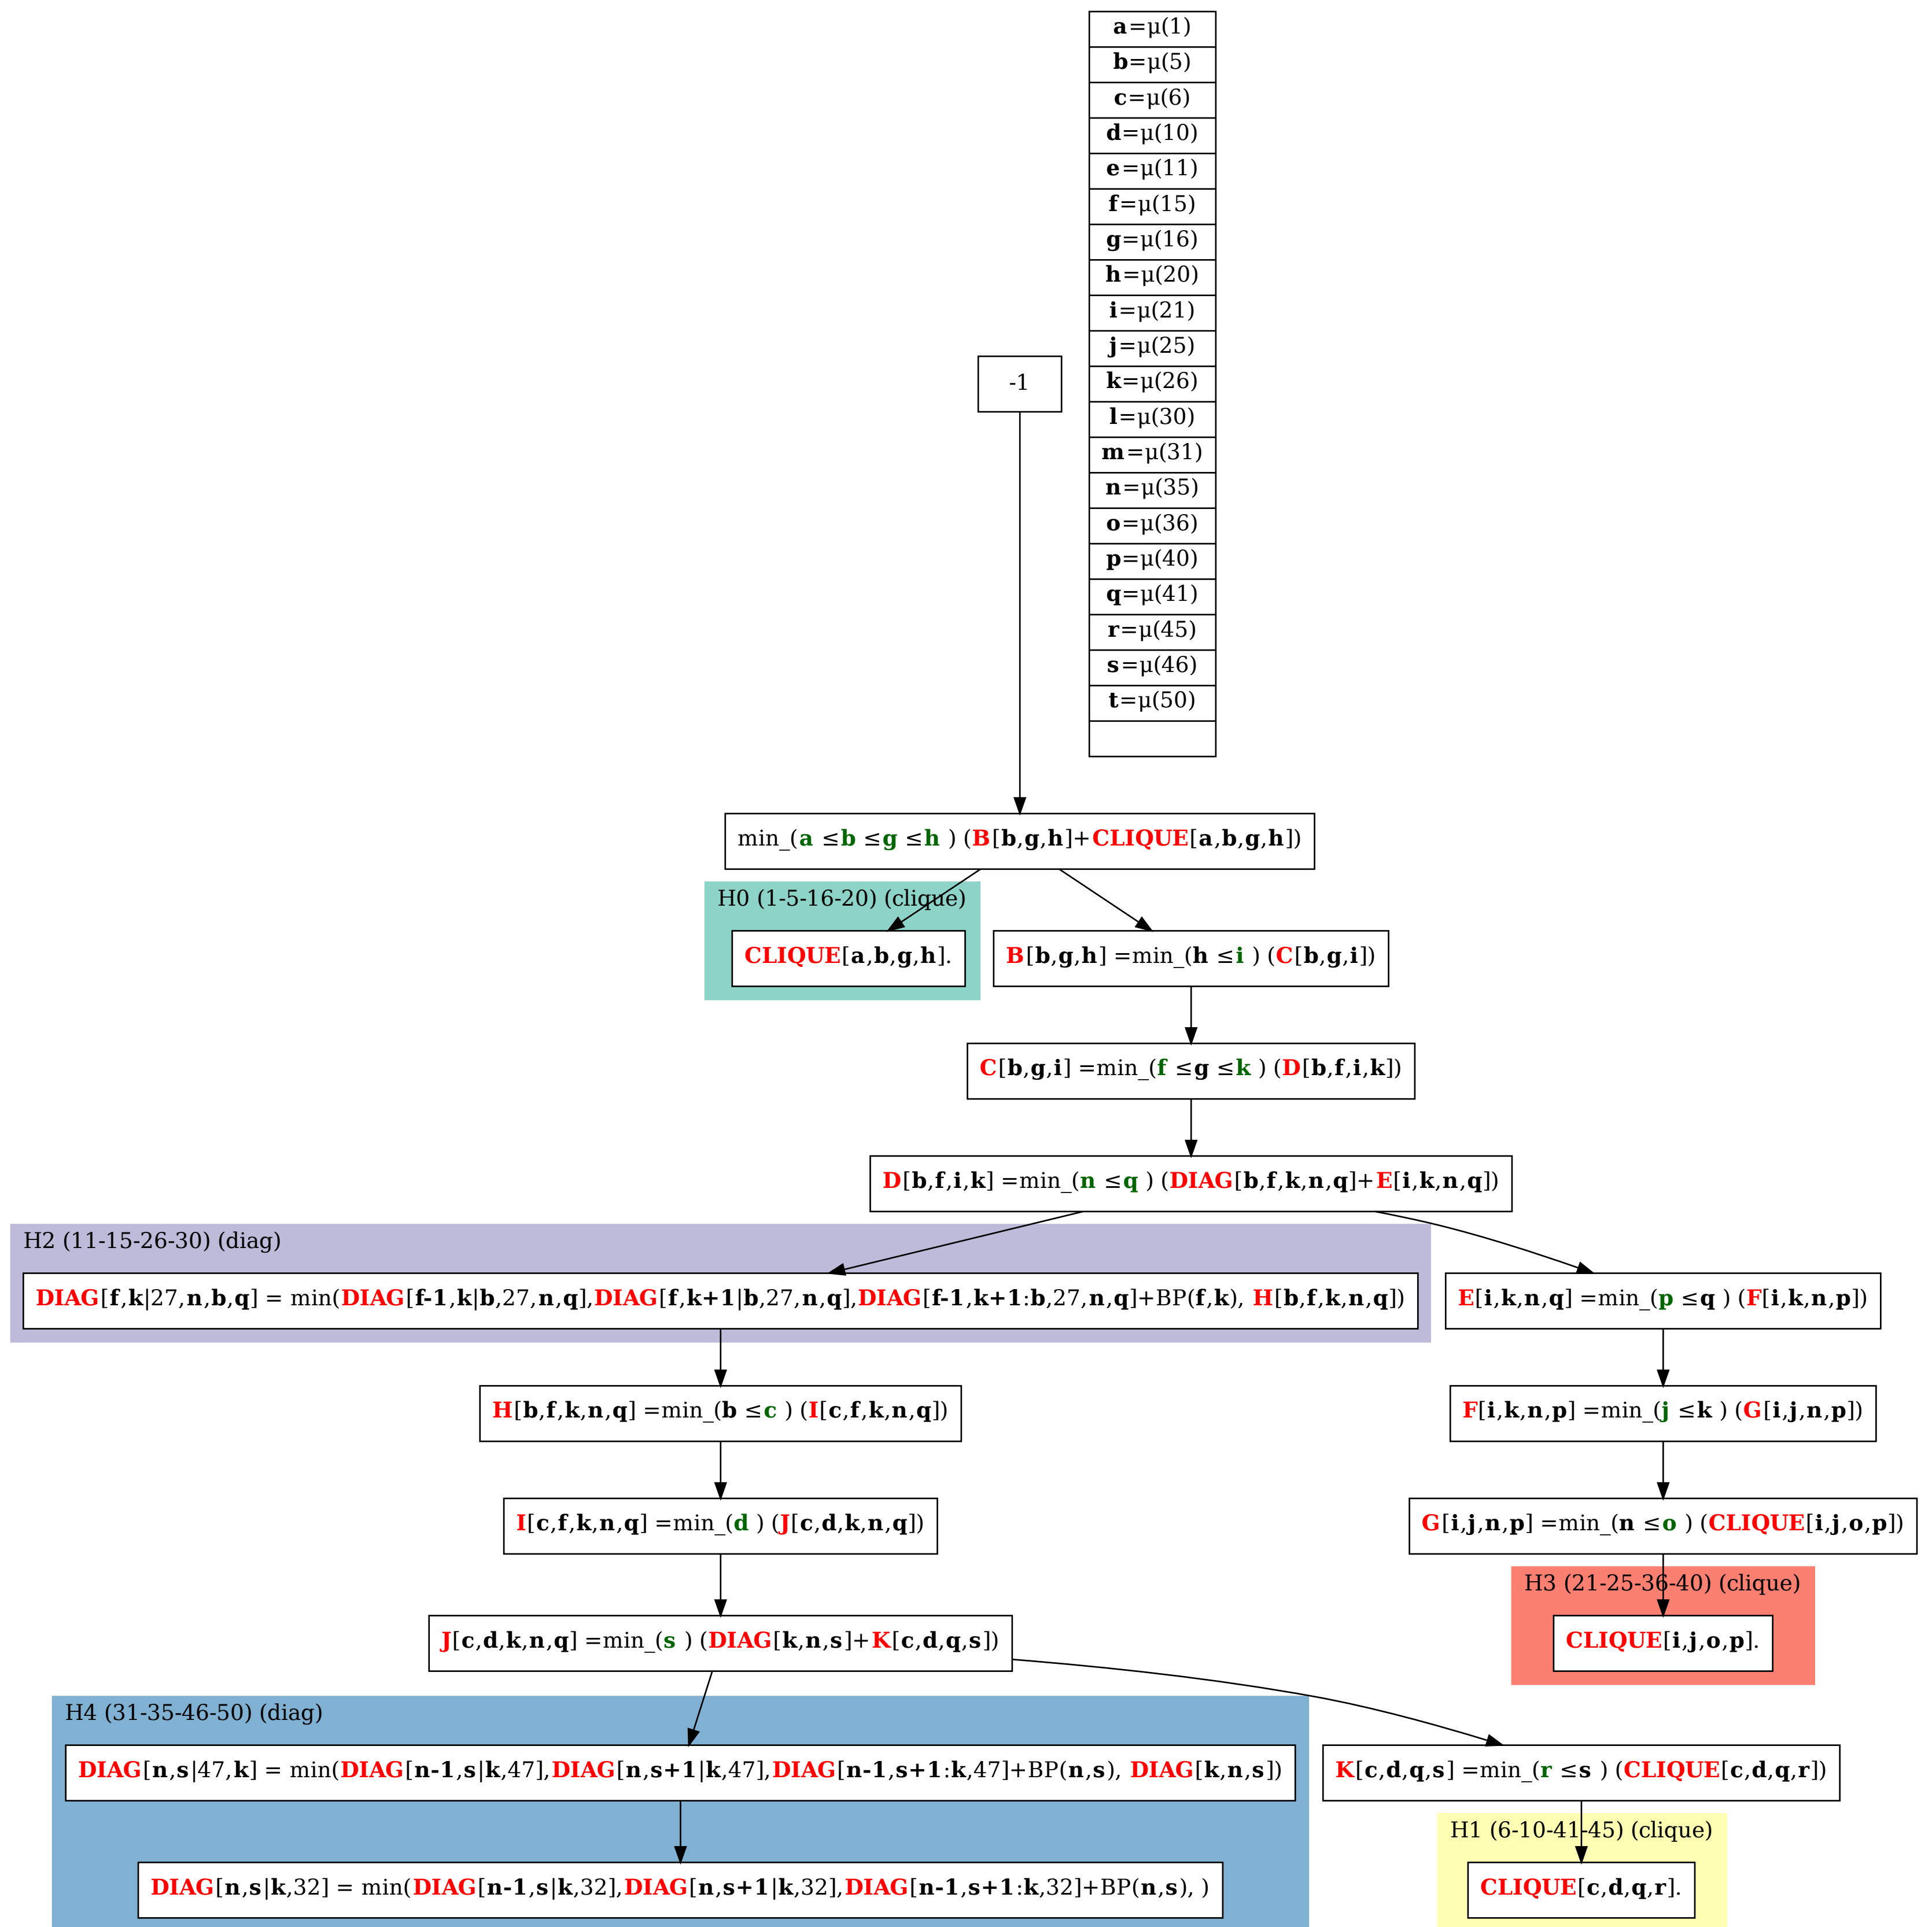 a=µ(1)
b=µ(5)
c=µ(6)
d=µ(10)
e=µ(11)
f=µ(15)
g=µ(16)
h=µ(20)
i=µ(21)
j=µ(25)
k=µ(26)
l=µ(30)
m=µ(31)
n=µ(35)
o=µ(36)
p=µ(40)
q=µ(41)
r=µ(45)
s=µ(46)
t=µ(50)
-1
min_(a ≤b ≤g ≤h ) (B[b,g,h]+CLIQUE[a,b,g,h])
H0 (1-5-16-20) (clique)
CLIQUE[a,b,g,h].
B[b,g,h] =min_(h ≤i ) (C[b,g,i])
C[b,g,i] =min_(f ≤g ≤k ) (D[b,f,i,k])
D[b,f,i,k] =min_(n ≤q ) (DIAG[b,f,k,n,q]+E[i,k,n,q])
H2 (11-15-26-30) (diag)
DIAG[f,k|27,n,b,q] = min(DIAG[f-1,k|b,27,n,q],DIAG[f,k+1|b,27,n,q],DIAG[f-1,k+1:b,27,n,q]+BP(f,k), H[b,f,k,n,q])
E[i,k,n,q] =min_(p ≤q ) (F[i,k,n,p])
H[b,f,k,n,q] =min_(b ≤c ) (I[c,f,k,n,q])
F[i,k,n,p] =min_(j ≤k ) (G[i,j,n,p])
I[c,f,k,n,q] =min_(d ) (J[c,d,k,n,q])
G[i,j,n,p] =min_(n ≤o ) (CLIQUE[i,j,o,p])
H3 (21-25-36-40) (clique)
CLIQUE[i,j,o,p].
J[c,d,k,n,q] =min_(s ) (DIAG[k,n,s]+K[c,d,q,s])
H4 (31-35-46-50) (diag)
DIAG[n,s|47,k] = min(DIAG[n-1,s|k,47],DIAG[n,s+1|k,47],DIAG[n-1,s+1:k,47]+BP(n,s), DIAG[k,n,s])
K[c,d,q,s] =min_(r ≤s ) (CLIQUE[c,d,q,r])
H1 (6-10-41-45) (clique)
DIAG[n,s|k,32] = min(DIAG[n-1,s|k,32],DIAG[n,s+1|k,32],DIAG[n-1,s+1:k,32]+BP(n,s), )
CLIQUE[c,d,q,r].